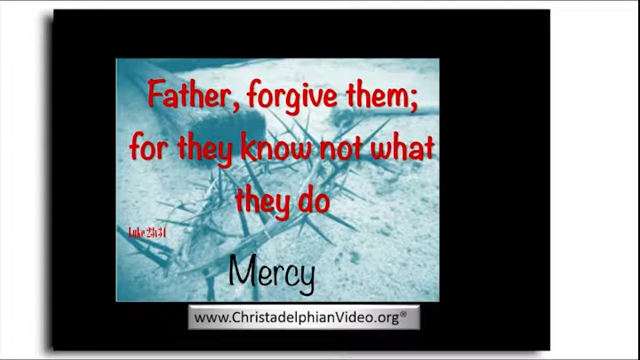 Father, forgive them;
for they know not what
they do
Luke 23:34
Mercy
www.ChristadelphianVideo.org®